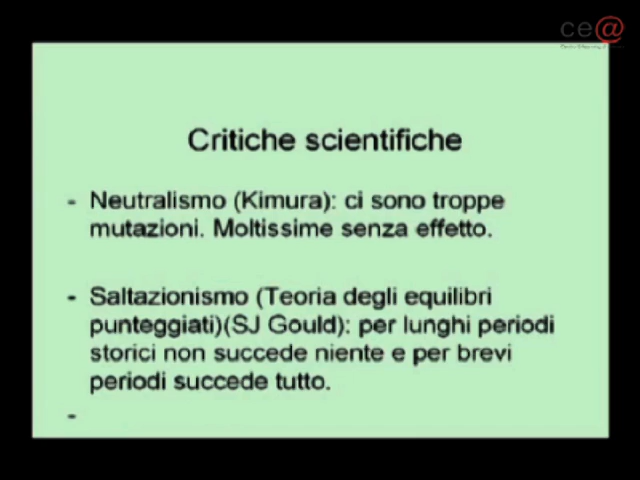 ce@
Critiche scientifiche
- Neutralismo (Kimura): ci sono troppe
mutazioni. Moltissime senza effetto.
- Saltazionismo (Teoria degli equilibri
punteggiati)(SJ Gould): per lunghi periodi
storici non succede niente e per brevi
periodi succede tutto.
-